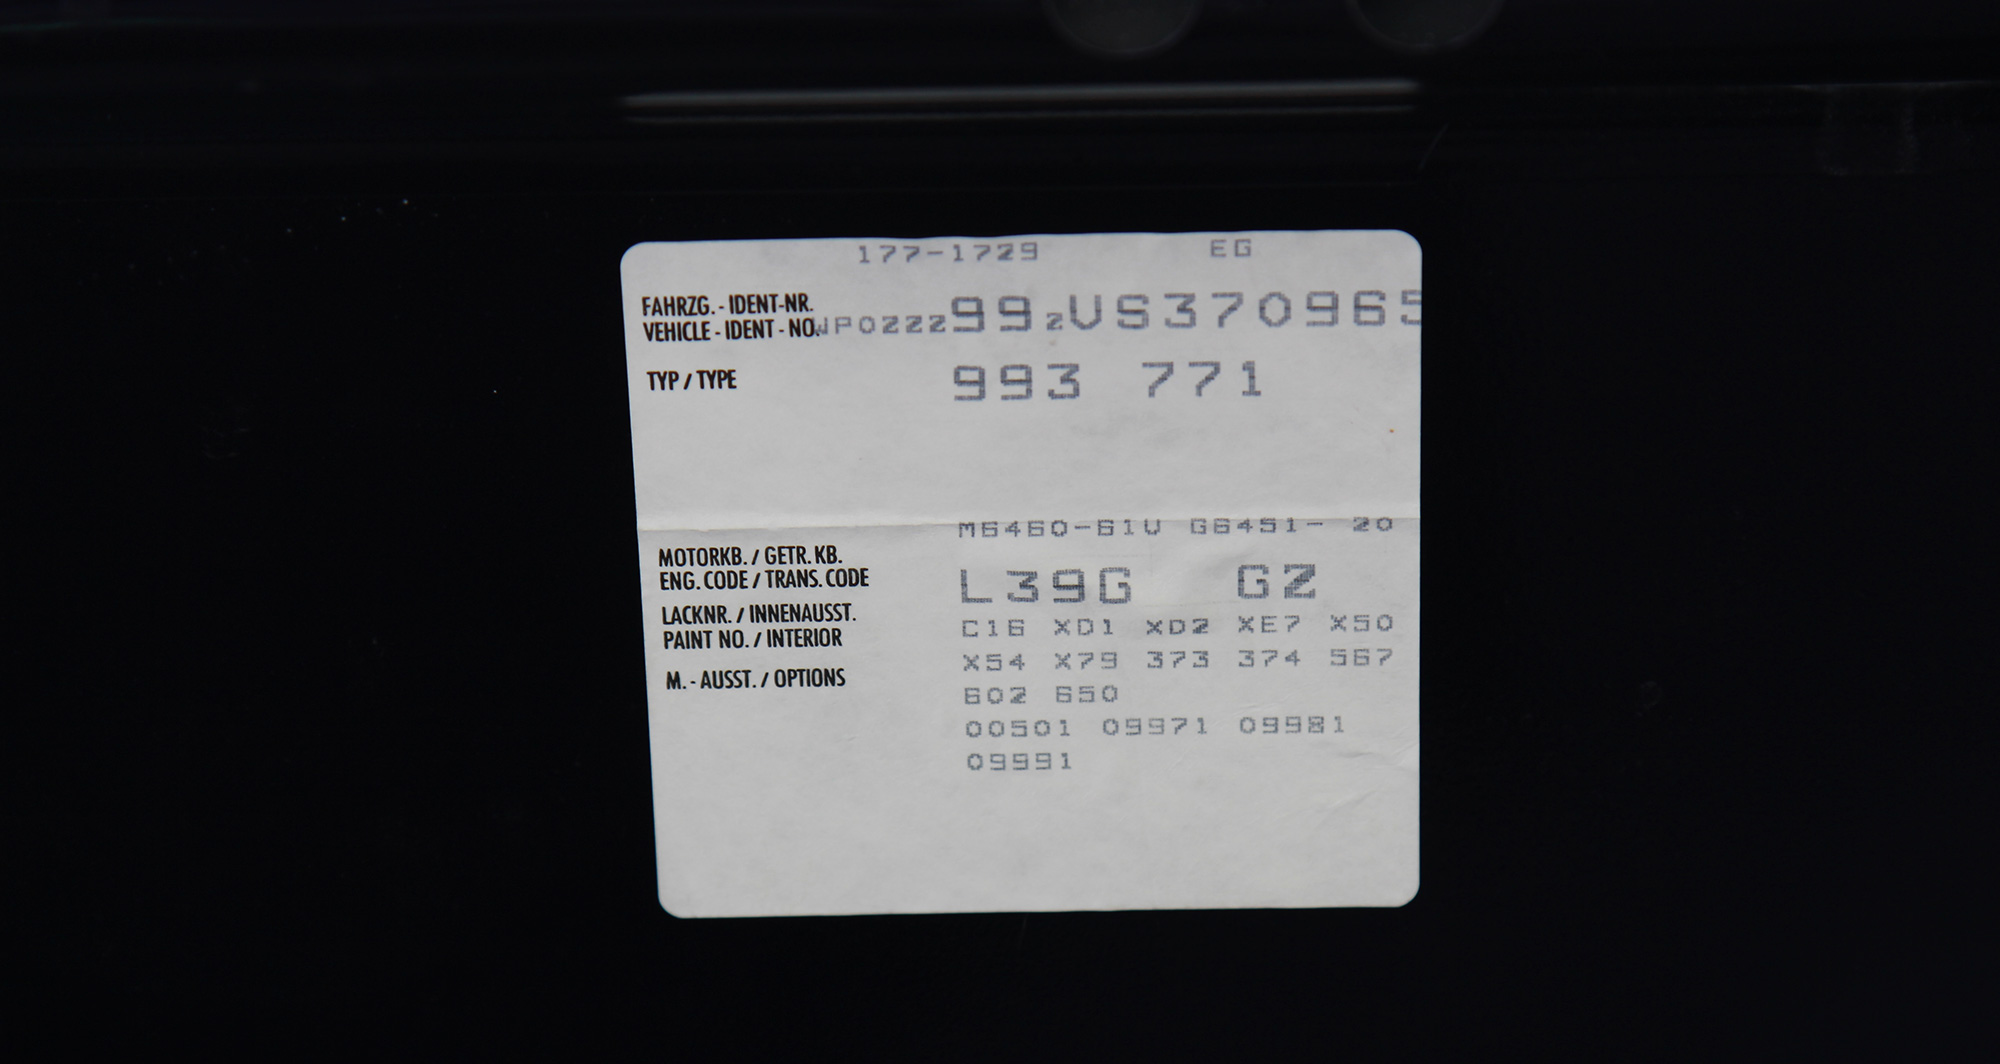 177-1729 EG
FAHRZG.-IDENT-NR.
VEHICLE-IDENT-NO. WP0ZZZ99ZVS370965
TYP / TYPE 993 771
M6460-61U G6451- 20
MOTORKB. / GETR. KB.
ENG. CODE / TRANS. CODE L39G GZ
LACKNR. / INNENAUSST.
PAINT NO. / INTERIOR C16 XD1 XD2 XE7 X50
M.-AUSST. / OPTIONS X54 X79 373 374 567
602 650
00501 09971 09981
09991